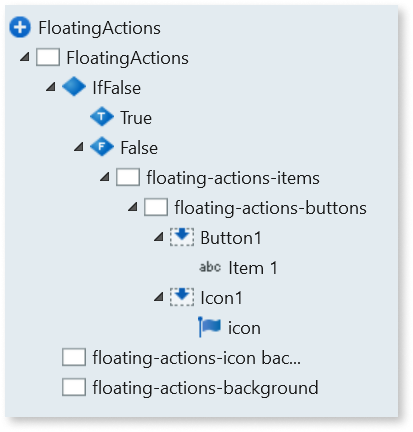 FloatingActions
FloatingActions
IfFalse
T True
F False
floating-actions-items
floating-actions-buttons
Button1
abc Item 1
Icon1
icon
floating-actions-icon bac...
floating-actions-background